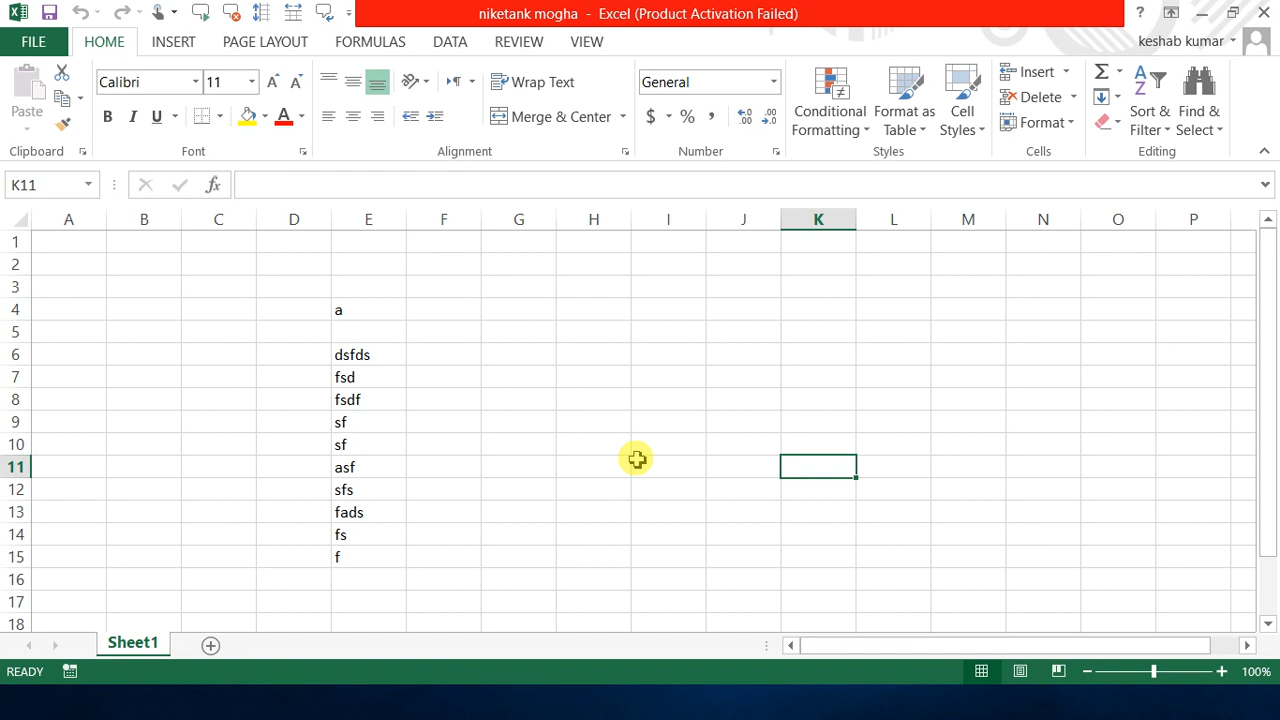 niketank mogha - Excel (Product Activation Failed)
?
FILE HOME INSERT PAGE LAYOUT FORMULAS DATA REVIEW VIEW keshab kumar
Paste
Clipboard
Calibri 11
B I U A
Font
Wrap Text
Merge & Center
Alignment
General
$ % ,
Number
Conditional Formatting
Format as Table
Cell Styles
Styles
Insert
Delete
Format
Cells
Sort & Filter
Find & Select
Editing
K11 fx
A B C D E F G H I J K L M N O P
1
2
3
4 a
5
6 dsfds
7 fsd
8 fsdf
9 sf
10 sf
11 asf
12 sfs
13 fads
14 fs
15 f
16
17
18
Sheet1
READY 100%